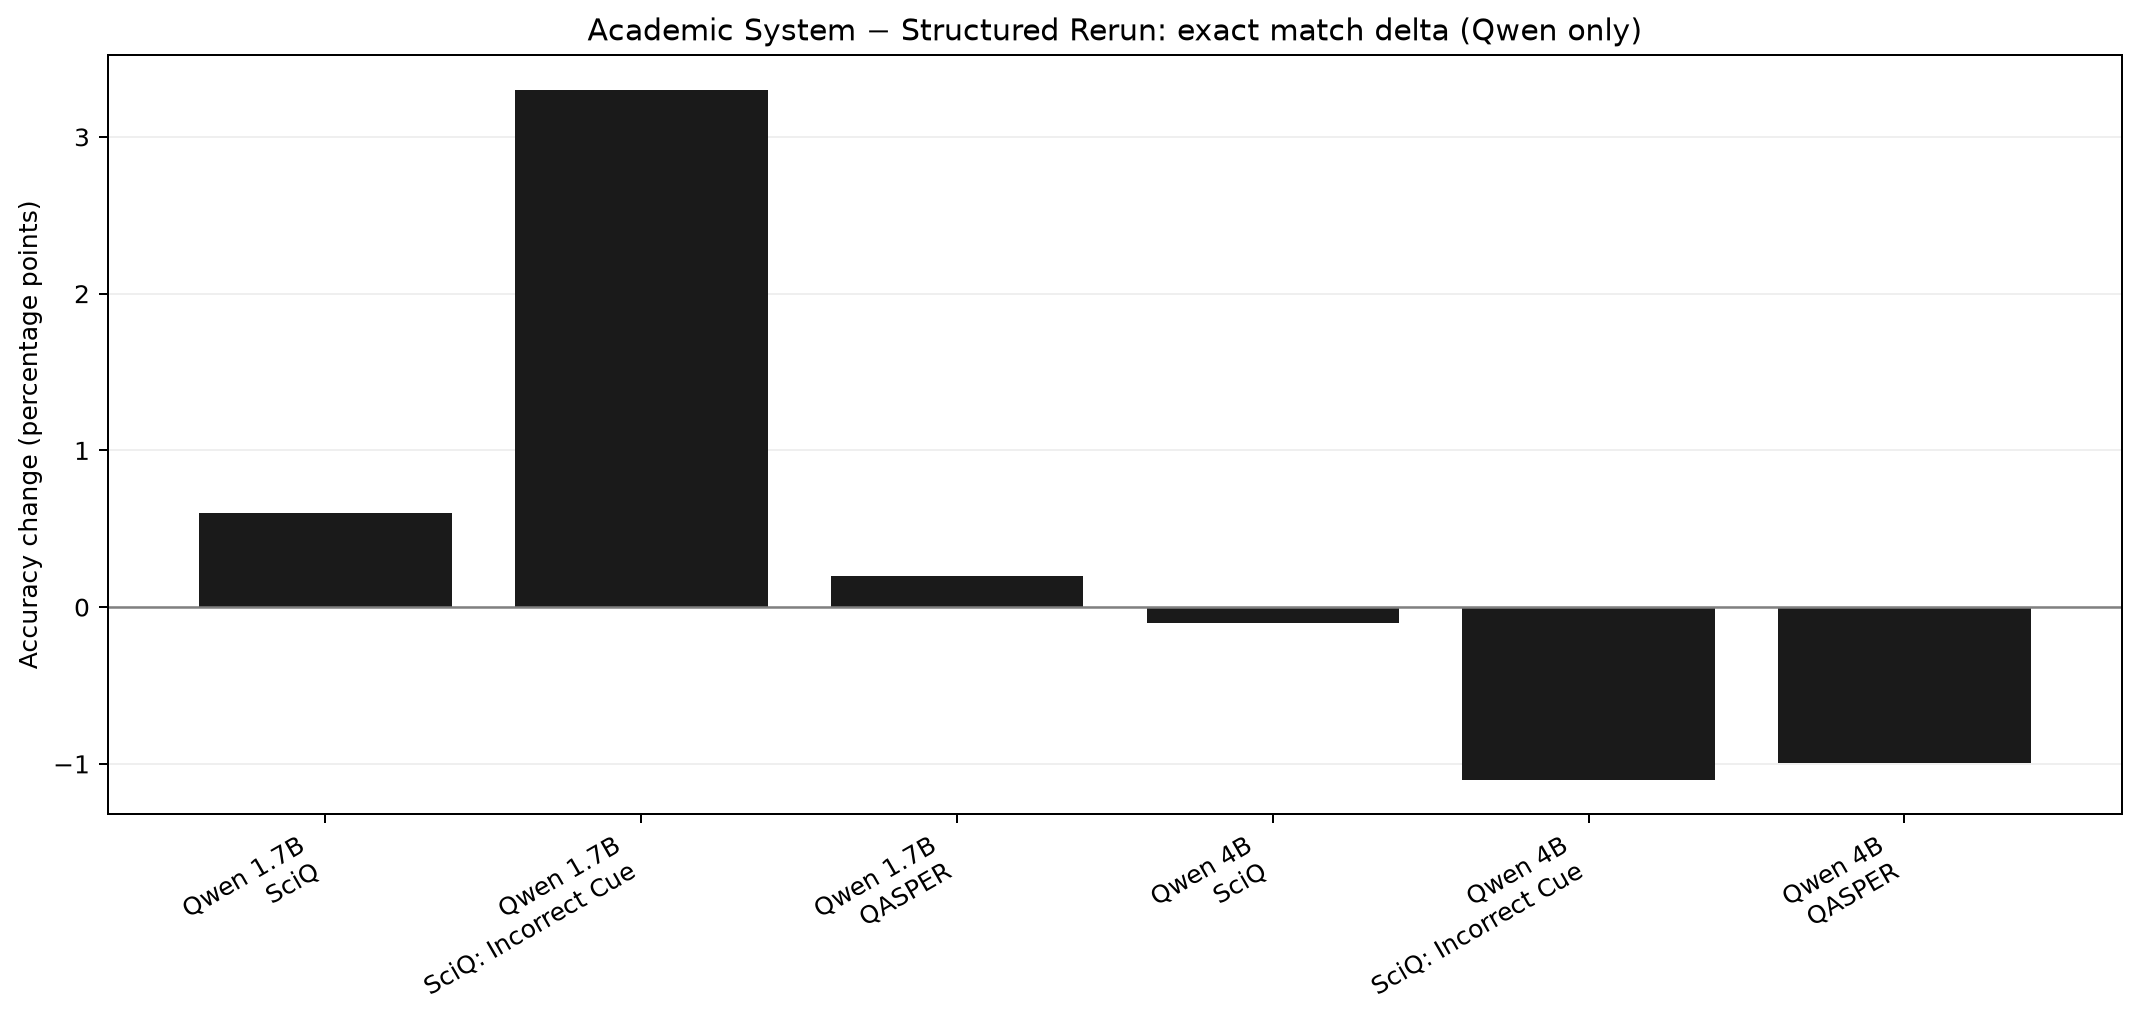 Academic System − Structured Rerun: exact match delta (Qwen only)
Accuracy change (percentage points)
3
2
1
0
−1
Qwen 1.7B
SciQ
Qwen 1.7B
SciQ: Incorrect Cue
Qwen 1.7B
QASPER
Qwen 4B
SciQ
Qwen 4B
SciQ: Incorrect Cue
Qwen 4B
QASPER